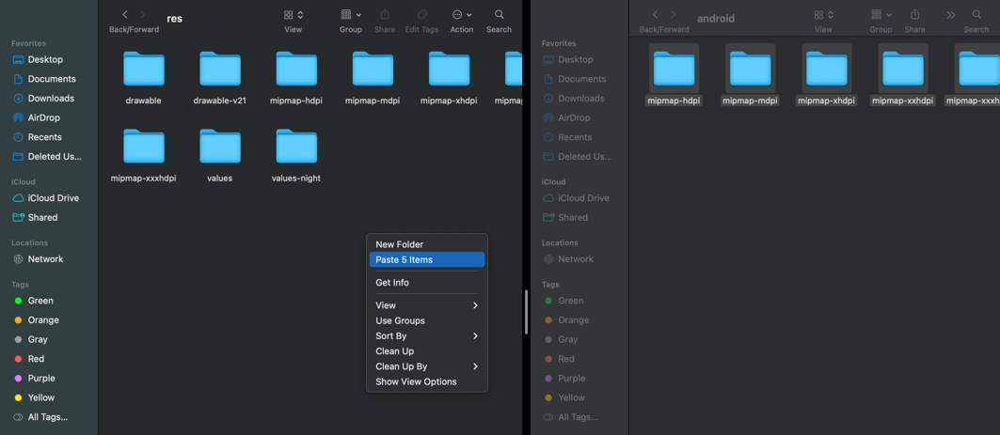 res
Back/Forward
View
Group
Share
Edit Tags
Action
Search
Favorites
Desktop
Documents
Downloads
AirDrop
Recents
Deleted Us...
iCloud
iCloud Drive
Shared
Locations
Network
Tags
Green
Orange
Gray
Red
Purple
Yellow
All Tags...
drawable
drawable-v21
mipmap-hdpi
mipmap-mdpi
mipmap-xhdpi
mipmap-xxxhdpi
values
values-night
New Folder
Paste 5 Items
Get Info
View
Use Groups
Sort By
Clean Up
Clean Up By
Show View Options
android
Back/Forward
View
Group
Share
Search
Favorites
Desktop
Documents
Downloads
AirDrop
Recents
Deleted Us...
iCloud
iCloud Drive
Shared
Locations
Network
Tags
Green
Orange
Gray
Red
Purple
Yellow
All Tags...
mipmap-hdpi
mipmap-mdpi
mipmap-xhdpi
mipmap-xxhdpi
mipmap-xxxh